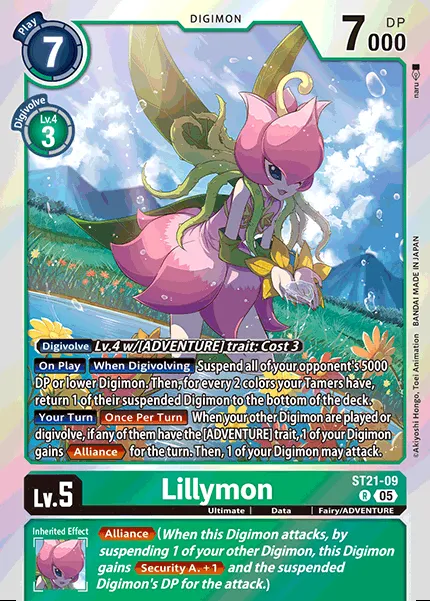 DIGIMON
Play
7
7000 DP
Digivolve
Lv.4
3
naru
Digivolve Lv.4 w/[ADVENTURE] trait: Cost 3
On Play When Digivolving Suspend all of your opponent's 5000
DP or lower Digimon. Then, for every 2 colors your Tamers have,
return 1 of their suspended Digimon to the bottom of the deck.
Your Turn Once Per Turn When your other Digimon are played or
digivolve, if any of them have the [ADVENTURE] trait, 1 of your Digimon
gains Alliance for the turn. Then, 1 of your Digimon may attack.
©Akiyoshi Hongo, Toei Animation BANDAI MADE IN JAPAN
Lv.5
Lillymon
ST21-09
R 05
Ultimate | Data | Fairy/ADVENTURE
Inherited Effect
Alliance (When this Digimon attacks, by
suspending 1 of your other Digimon, this Digimon
gains Security A. +1 and the suspended
Digimon's DP for the attack.)